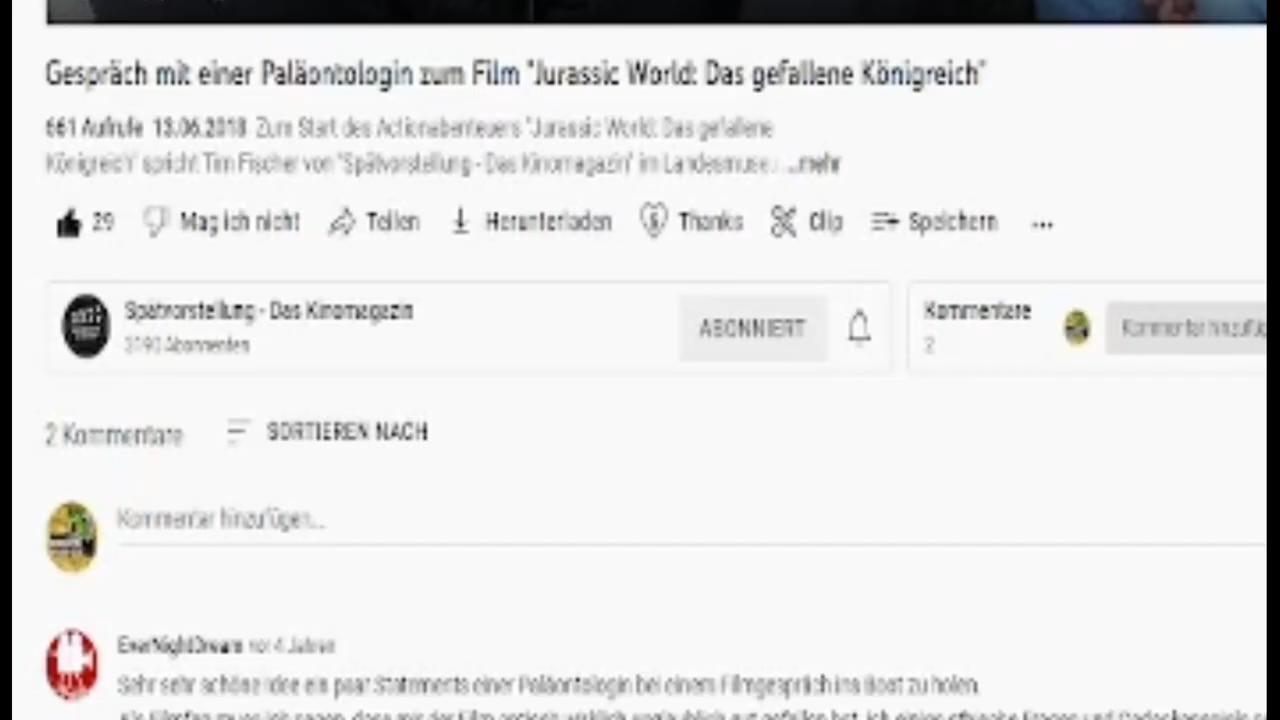 Gespräch mit einer Paläontologin zum Film "Jurassic World: Das gefallene Königreich"
661 Aufrufe 13.06.2018 Zum Start des Actionabenteuers "Jurassic World: Das gefallene
Königreich" spricht Tim Fischer von "Spätvorstellung - Das Kinomagazin" im Landesmuse... ...mehr
29 Mag ich nicht Teilen Herunterladen Thanks Clip Speichern ...
Spätvorstellung - Das Kinomagazin
3190 Abonnenten
ABONNIERT
Kommentare
2
Kommentar hinzufüg
2 Kommentare SORTIEREN NACH
Kommentar hinzufügen...
EverNightDream vor 4 Jahren
Sehr sehr schöne Idee ein paar Statements einer Paläontologin bei einem Filmgespräch ins Boot zu holen.